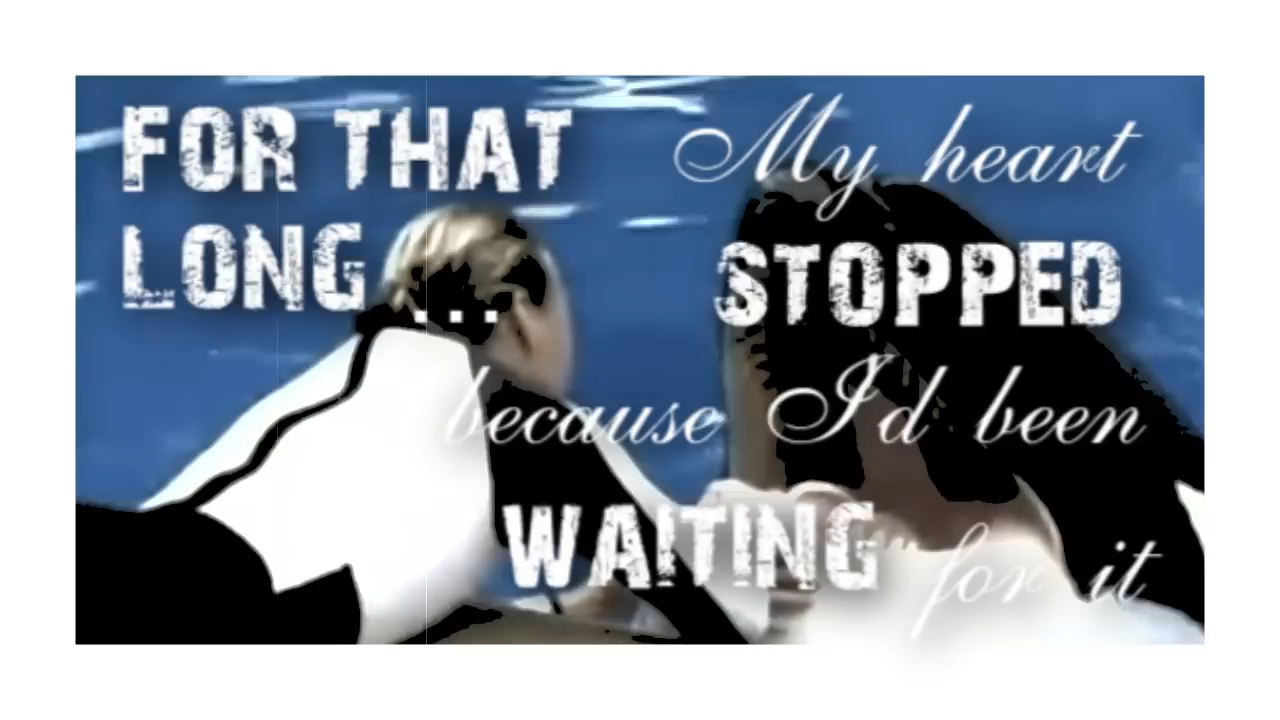 FOR THAT
LONG ...
My heart
STOPPED
because I'd been
WAITING
for it